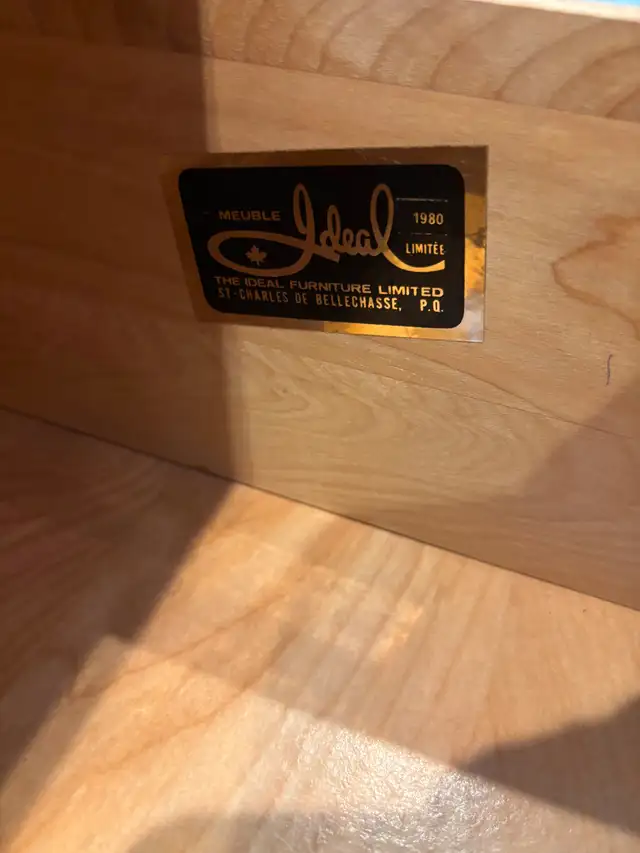 MEUBLE Ideal 1980
LIMITÉE
THE IDEAL FURNITURE LIMITED
ST-CHARLES DE BELLECHASSE, P.Q.